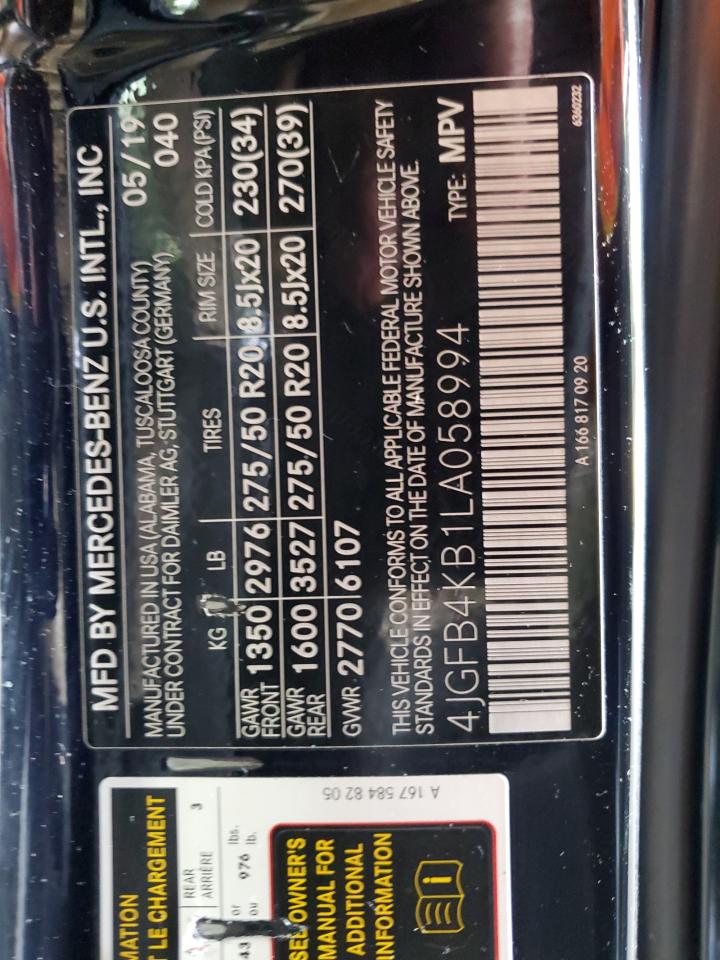 MFD BY MERCEDES-BENZ U.S. INTL., INC
MANUFACTURED IN USA (ALABAMA, TUSCALOOSA COUNTY) 05/19
UNDER CONTRACT FOR DAIMLER AG, STUTTGART (GERMANY) 040
KG LB TIRES RIM SIZE COLD KPA(PSI)
GAWR FRONT 1350 2976 275/50 R20 8.5Jx20 230(34)
GAWR REAR 1600 3527 275/50 R20 8.5Jx20 270(39)
GVWR 2770 6107
THIS VEHICLE CONFORMS TO ALL APPLICABLE FEDERAL MOTOR VEHICLE SAFETY
STANDARDS IN EFFECT ON THE DATE OF MANUFACTURE SHOWN ABOVE.
4JGFB4KB1LA058994 TYPE: MPV
A 166 817 09 20 6360232
MATION
T LE CHARGEMENT
REAR
ARRIÈRE 3
43 or 976 lbs.
ou lb.
SEE OWNER'S
MANUAL FOR
ADDITIONAL
INFORMATION
A 167 584 82 05